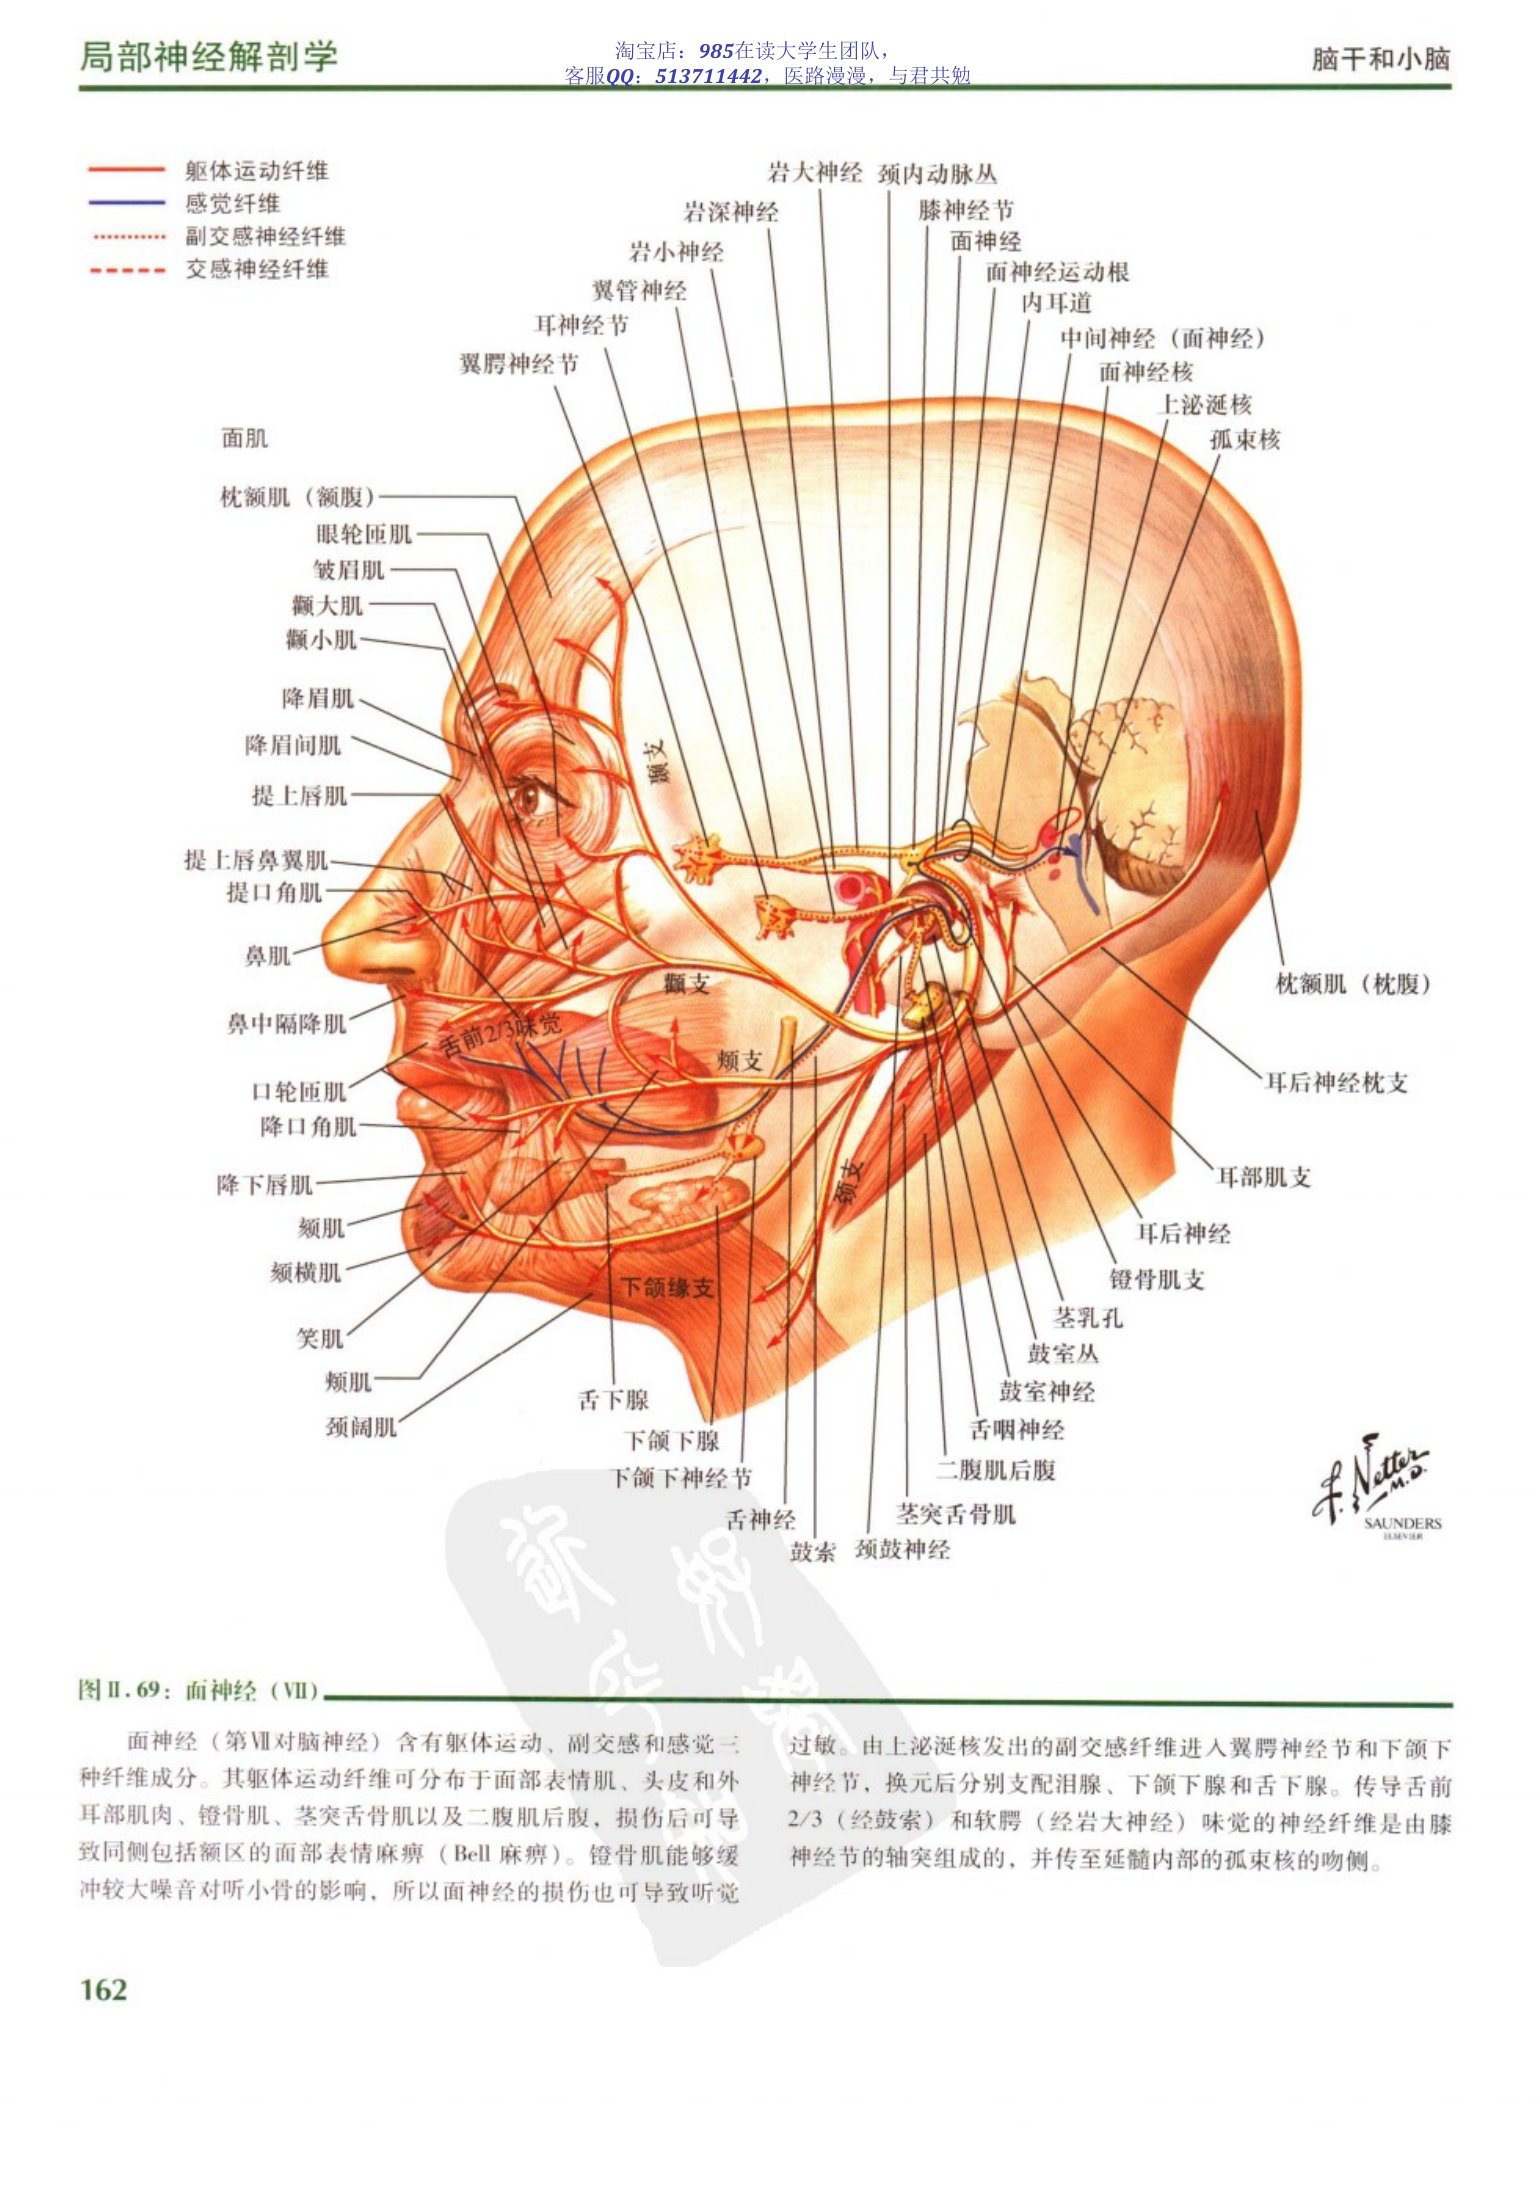 局部神经解剖学
淘宝店：985在读大学生团队，
客服QQ：513711442，医路漫漫，与君共勉
脑干和小脑
躯体运动纤维
感觉纤维
副交感神经纤维
交感神经纤维
岩大神经
颈内动脉丛
岩深神经
膝神经节
岩小神经
面神经
翼管神经
面神经运动根
耳神经节
内耳道
翼腭神经节
中间神经（面神经）
面神经核
上泌涎核
孤束核
面肌
枕额肌（额腹）
眼轮匝肌
皱眉肌
颧大肌
颧小肌
降眉肌
降眉间肌
提上唇肌
提上唇鼻翼肌
提口角肌
鼻肌
鼻中隔降肌
口轮匝肌
降口角肌
降下唇肌
颏肌
颏横肌
笑肌
颊肌
颈阔肌
颞支
颧支
舌前2/3味觉
颊支
颈支
下颌缘支
枕额肌（枕腹）
耳后神经枕支
耳部肌支
耳后神经
镫骨肌支
茎乳孔
鼓室丛
鼓室神经
舌咽神经
二腹肌后腹
茎突舌骨肌
颈鼓神经
鼓索
舌神经
下颌下神经节
下颌下腺
舌下腺
F. Netter
M.D.
SAUNDERS
ELSEVIER
图Ⅱ.69：面神经（Ⅶ）
面神经（第Ⅶ对脑神经）含有躯体运动、副交感和感觉三
种纤维成分。其躯体运动纤维可分布于面部表情肌、头皮和外
耳部肌肉、镫骨肌、茎突舌骨肌以及二腹肌后腹，损伤后可导
致同侧包括额区的面部表情麻痹（Bell 麻痹）。镫骨肌能够缓
冲较大噪音对听小骨的影响，所以面神经的损伤也可导致听觉
过敏。由上泌涎核发出的副交感纤维进入翼腭神经节和下颌下
神经节，换元后分别支配泪腺、下颌下腺和舌下腺。传导舌前
2/3（经鼓索）和软腭（经岩大神经）味觉的神经纤维是由膝
神经节的轴突组成的，并传至延髓内部的孤束核的吻侧。
162